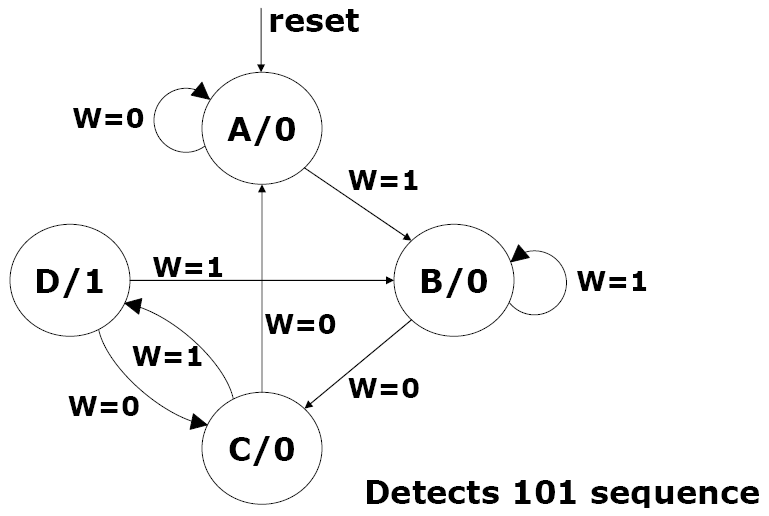 reset
W=0
A/0
W=1
D/1
W=1
B/0
W=1
W=0
W=1
W=0
W=0
C/0
Detects 101 sequence